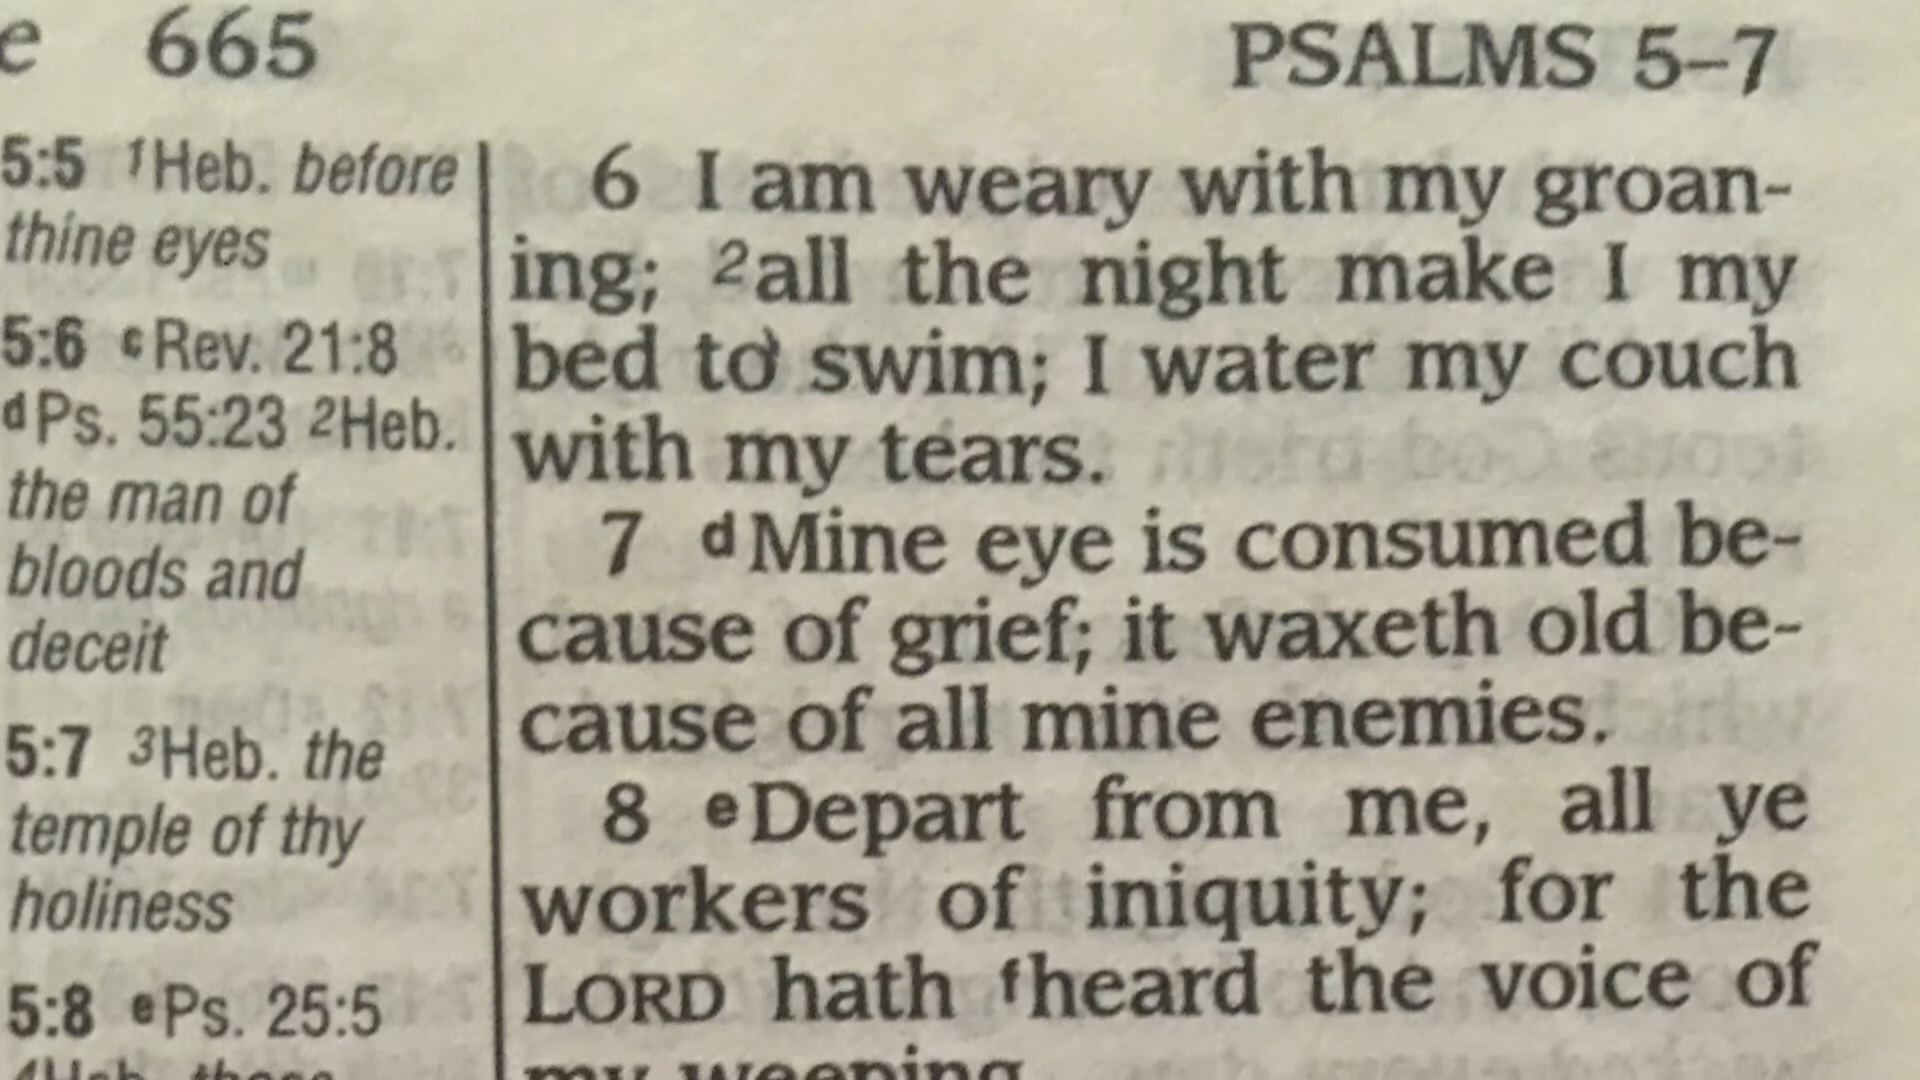 e 665 PSALMS 5–7
5:5 1Heb. before
thine eyes
5:6 cRev. 21:8
dPs. 55:23 2Heb.
the man of
bloods and
deceit
5:7 3Heb. the
temple of thy
holiness
5:8 ePs. 25:5
4Heb. those
6 I am weary with my groan-
ing; 2all the night make I my
bed to swim; I water my couch
with my tears.
7 dMine eye is consumed be-
cause of grief; it waxeth old be-
cause of all mine enemies.
8 eDepart from me, all ye
workers of iniquity; for the
LORD hath fheard the voice of
my weeping